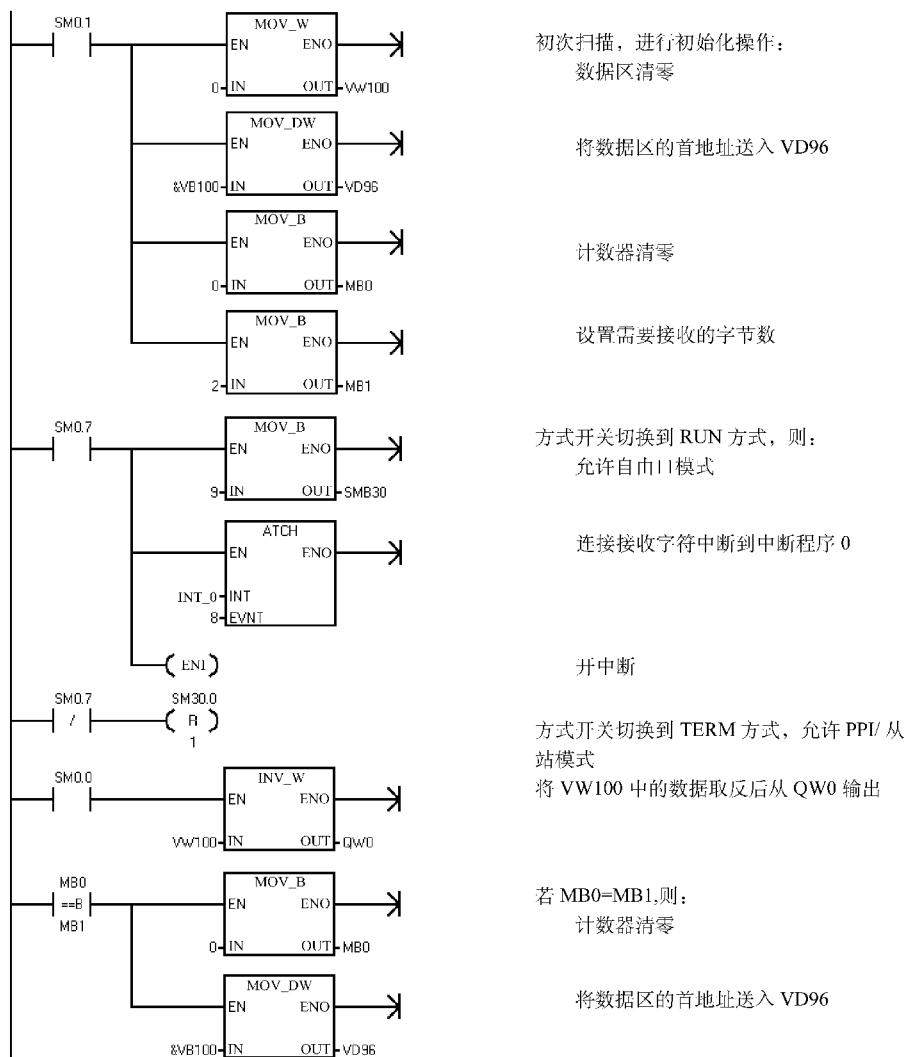 SM0.1
MOV_W
EN ENO
0 IN OUT VW100
初次扫描，进行初始化操作：
数据区清零
MOV_DW
EN ENO
&VB100 IN OUT VD96
将数据区的首地址送入 VD96
MOV_B
EN ENO
0 IN OUT MB0
计数器清零
MOV_B
EN ENO
2 IN OUT MB1
设置需要接收的字节数
SM0.7
MOV_B
EN ENO
9 IN OUT SMB30
方式开关切换到 RUN 方式，则：
允许自由口模式
ATCH
EN ENO
INT_0 INT
8 EVNT
连接接收字符中断到中断程序 0
( ENI )
开中断
SM0.7
/
SM30.0
( R )
1
方式开关切换到 TERM 方式，允许 PPI/ 从
站模式
SM0.0
INV_W
EN ENO
VW100 IN OUT QW0
将 VW100 中的数据取反后从 QW0 输出
MB0
==B
MB1
MOV_B
EN ENO
0 IN OUT MB0
若 MB0=MB1,则：
计数器清零
MOV_DW
EN ENO
&VB100 IN OUT VD96
将数据区的首地址送入 VD96